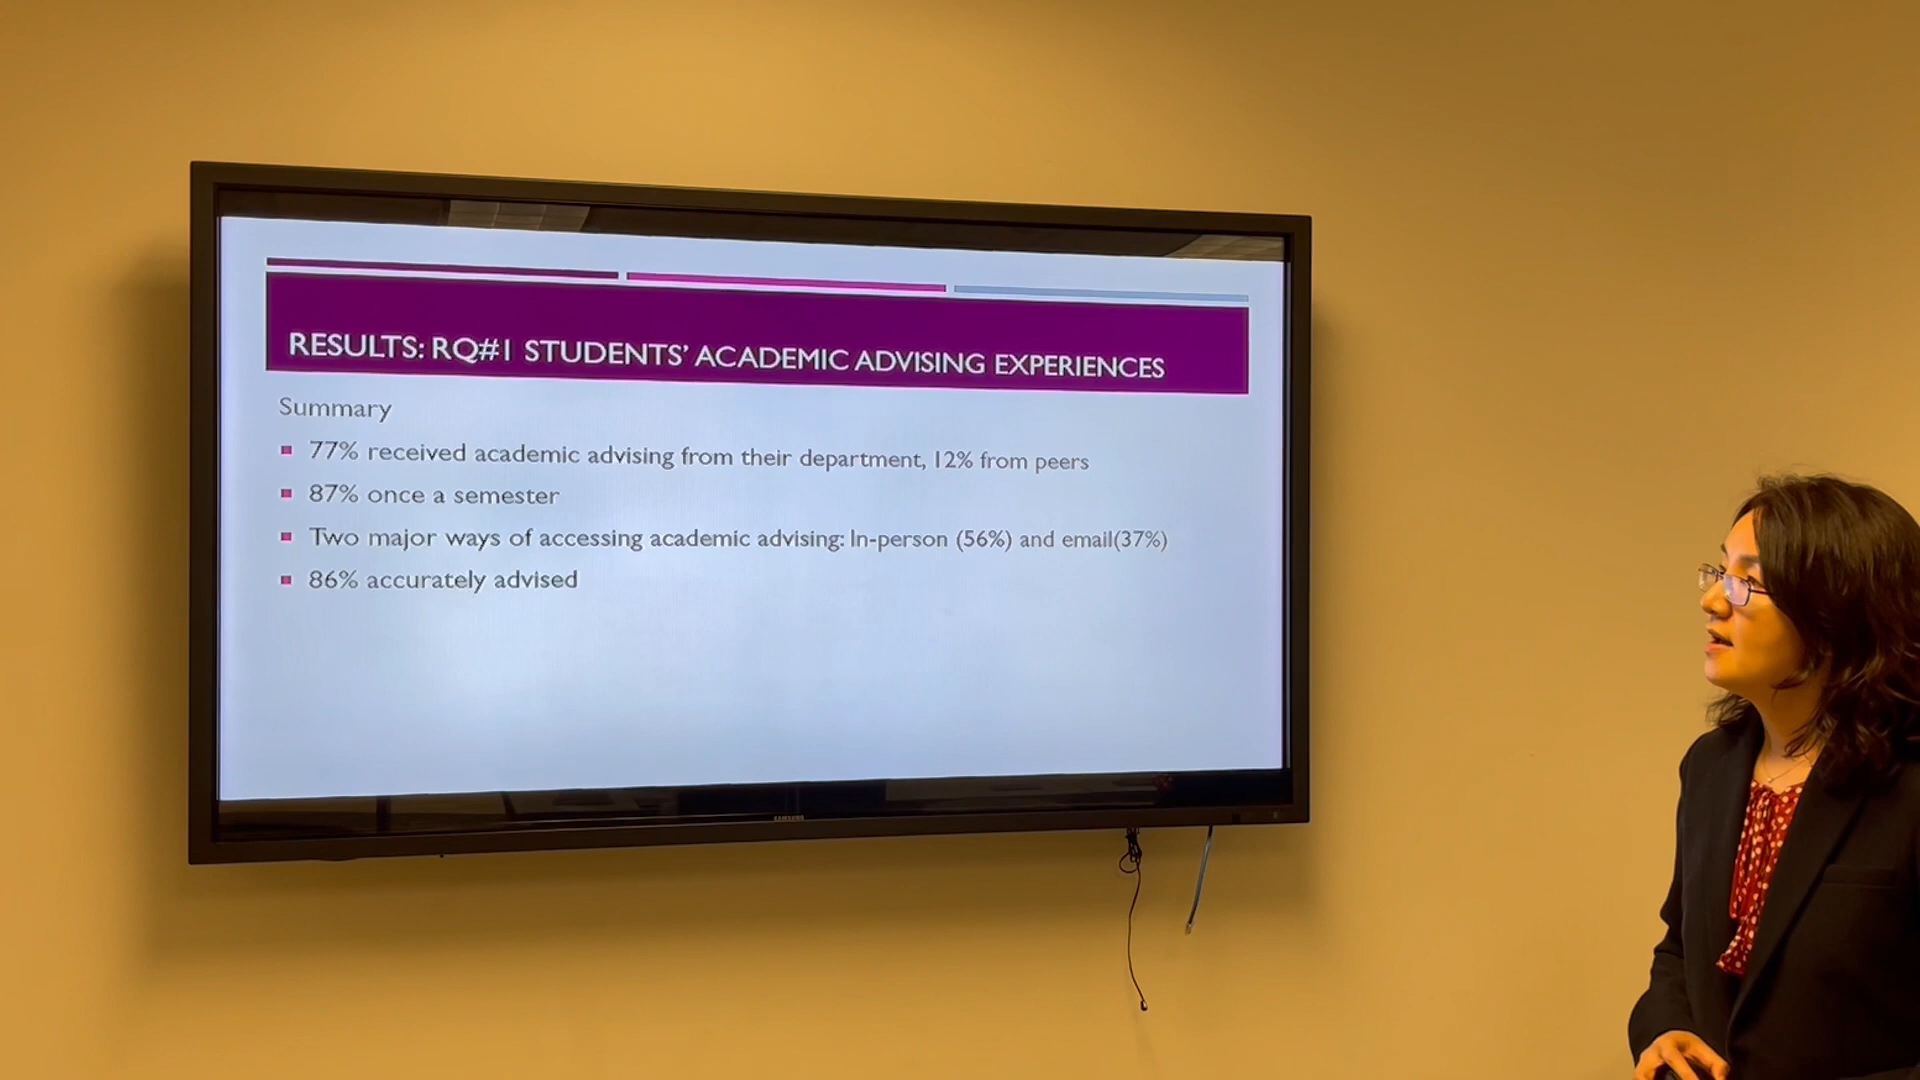 RESULTS: RQ#1 STUDENTS’ ACADEMIC ADVISING EXPERIENCES
Summary
77% received academic advising from their department, 12% from peers
87% once a semester
Two major ways of accessing academic advising: In-person (56%) and email(37%)
86% accurately advised
SAMSUNG